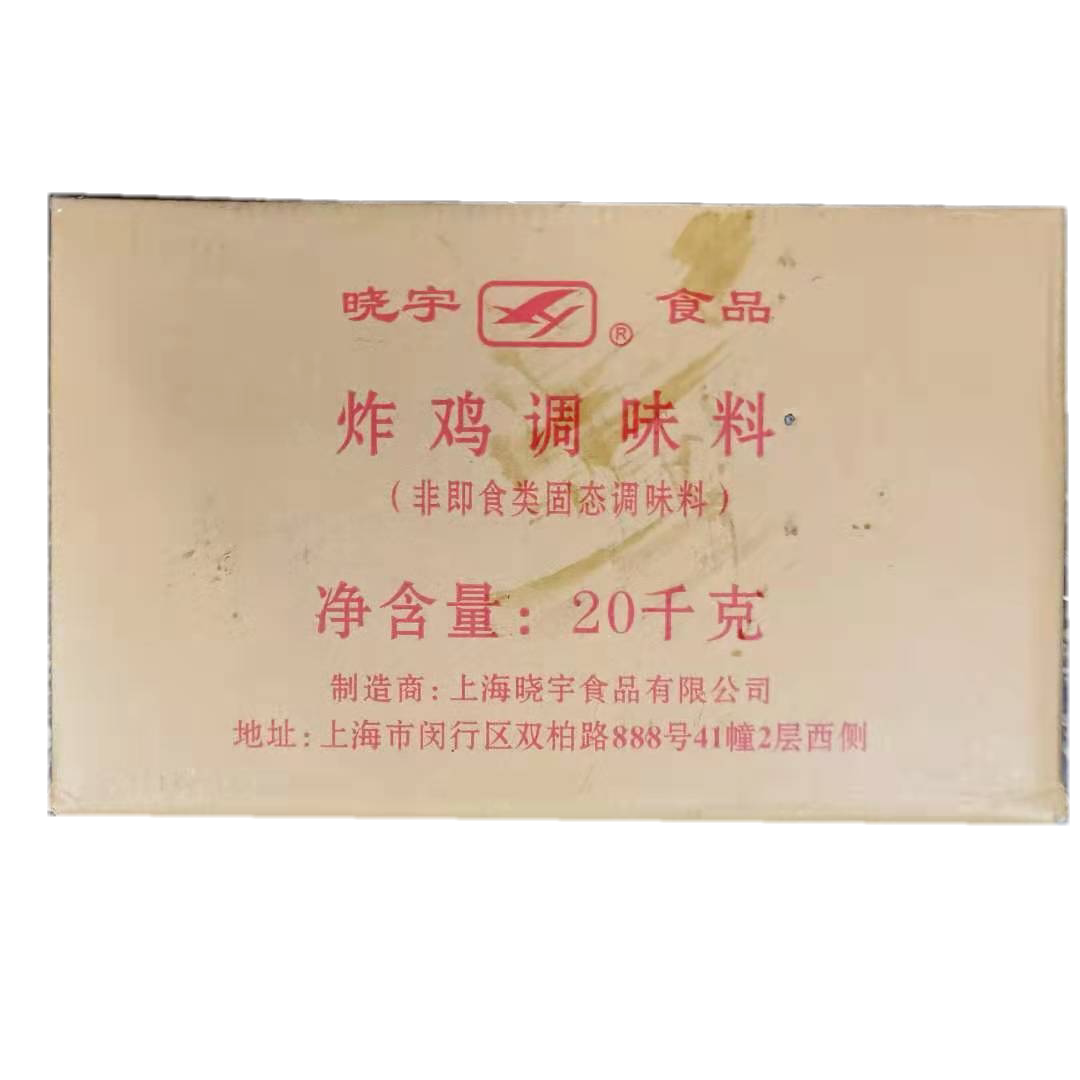 晓宇 ® 食品
炸鸡调味料
（非即食类固态调味料）
净含量：20千克
制造商：上海晓宇食品有限公司
地址：上海市闵行区双柏路888号41幢2层西侧